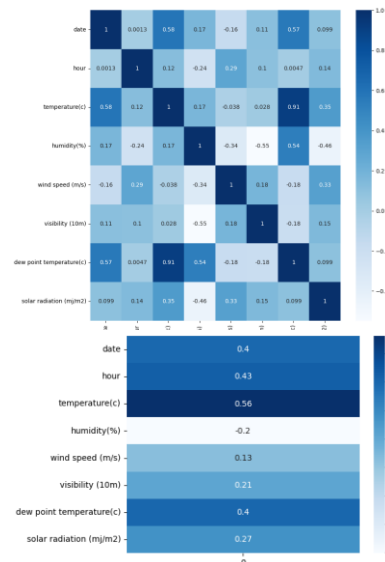 date 1 0.0013 0.58 0.17 -0.16 0.11 0.57 0.099
hour 0.0013 1 0.12 -0.24 0.29 0.1 0.0047 0.14
temperature(c) 0.58 0.12 1 0.17 -0.038 0.028 0.91 0.35
humidity(%) 0.17 -0.24 0.17 1 -0.34 -0.55 0.54 -0.46
wind speed (m/s) -0.16 0.29 -0.038 -0.34 1 0.18 -0.18 0.33
visibility (10m) 0.11 0.1 0.028 -0.55 0.18 1 -0.18 0.15
dew point temperature(c) 0.57 0.0047 0.91 0.54 -0.18 -0.18 1 0.099
solar radiation (mj/m2) 0.099 0.14 0.35 -0.46 0.33 0.15 0.099 1
1.0
0.8
0.6
0.4
0.2
0.0
date 0.4
hour 0.43
temperature(c) 0.56
humidity(%) -0.2
wind speed (m/s) 0.13
visibility (10m) 0.21
dew point temperature(c) 0.4
solar radiation (mj/m2) 0.27